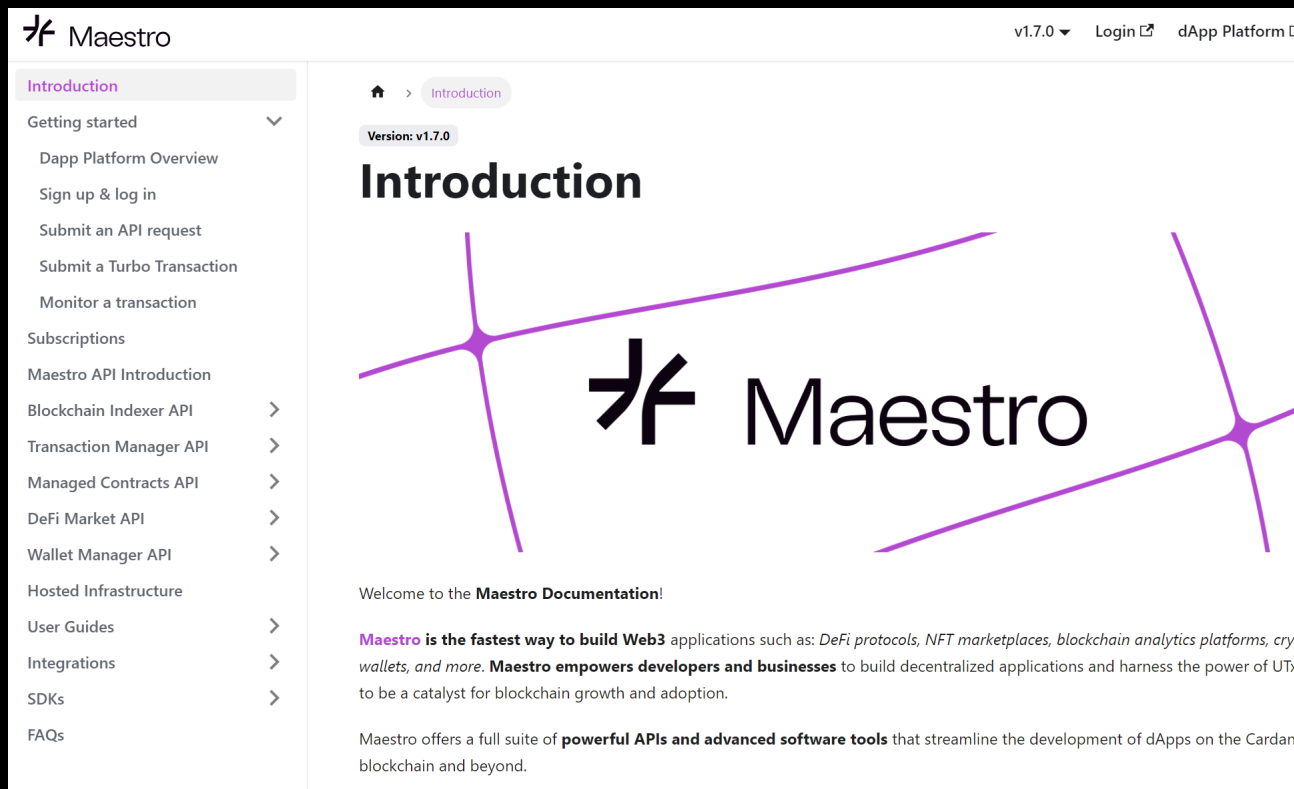 Maestro
v1.7.0
Login
dApp Platform
Introduction
Getting started
Dapp Platform Overview
Sign up & log in
Submit an API request
Submit a Turbo Transaction
Monitor a transaction
Subscriptions
Maestro API Introduction
Blockchain Indexer API
Transaction Manager API
Managed Contracts API
DeFi Market API
Wallet Manager API
Hosted Infrastructure
User Guides
Integrations
SDKs
FAQs
Introduction
Version: v1.7.0
Introduction
Maestro
Welcome to the Maestro Documentation!
Maestro is the fastest way to build Web3 applications such as: DeFi protocols, NFT marketplaces, blockchain analytics platforms,
wallets, and more. Maestro empowers developers and businesses to build decentralized applications and harness the power of
to be a catalyst for blockchain growth and adoption.
Maestro offers a full suite of powerful APIs and advanced software tools that streamline the development of dApps on the
blockchain and beyond.